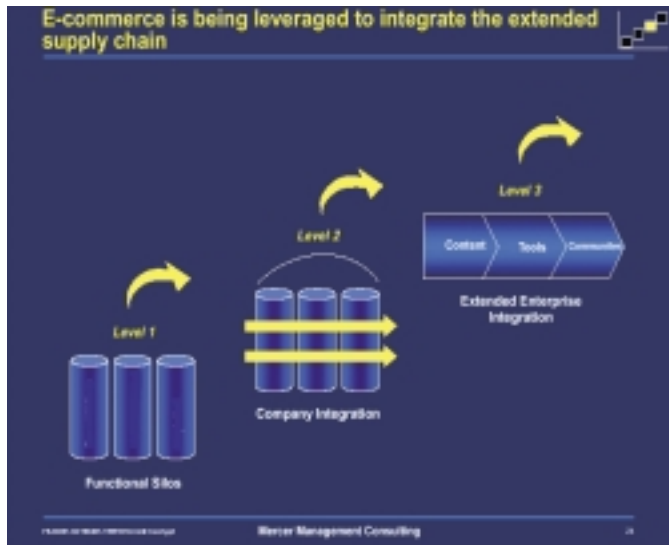 E-commerce is being leveraged to integrate the extended
supply chain
Level 3
Content
Tools
Communities
Level 2
Extended Enterprise
Integration
Level 1
Company Integration
Functional Silos
Mercer Management Consulting